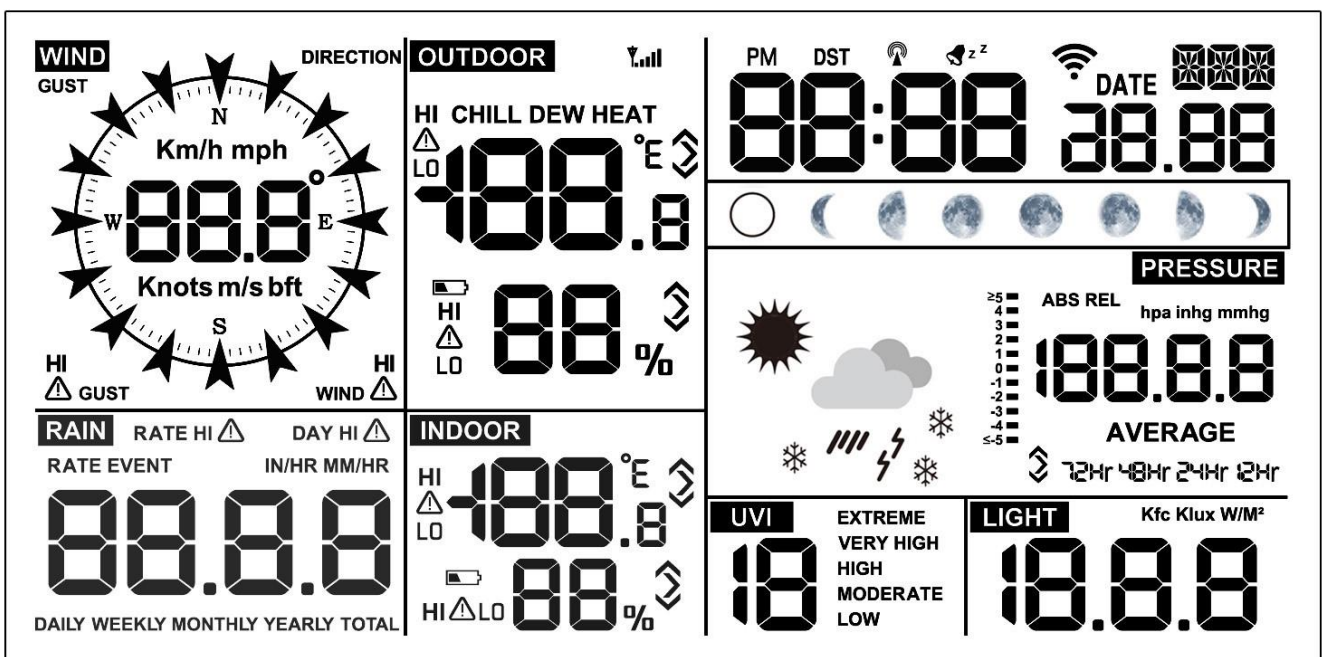 WIND
GUST
DIRECTION
N
Km/h mph
88.8°
W
E
Knots m/s bft
S
HI
GUST
HI
WIND
OUTDOOR
HI CHILL DEW HEAT
LO
188.8
°E
HI
LO
88
%
PM DST
z z
88:88
DATE
28.88
PRESSURE
≥5
4
3
2
1
0
-1
-2
-3
-4
≤-5
ABS REL
hpa inhg mmhg
188.8.8
AVERAGE
72Hr 48Hr 24Hr 12Hr
RAIN
RATE HI
DAY HI
RATE EVENT
IN/HR MM/HR
88.8.8
DAILY WEEKLY MONTHLY YEARLY TOTAL
INDOOR
HI
LO
188.8
°E
HI LO
88%
UVI
18
EXTREME
VERY HIGH
HIGH
MODERATE
LOW
LIGHT
Kfc Klux W/M²
18.8.8